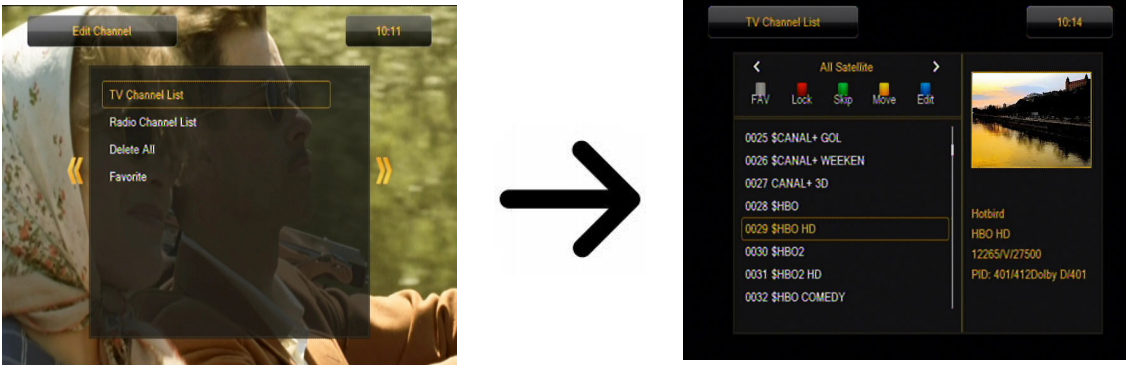 Edit Channel
10:11
TV Channel List
Radio Channel List
Delete All
Favorite
TV Channel List
10:14
All Satellite
FAV Lock Skip Move Edit
0025 $CANAL+ GOL
0026 $CANAL+ WEEKEN
0027 CANAL+ 3D
0028 $HBO
0029 $HBO HD
0030 $HBO2
0031 $HBO2 HD
0032 $HBO COMEDY
Hotbird
HBO HD
12265/V/27500
PID: 401/412Dolby D/401